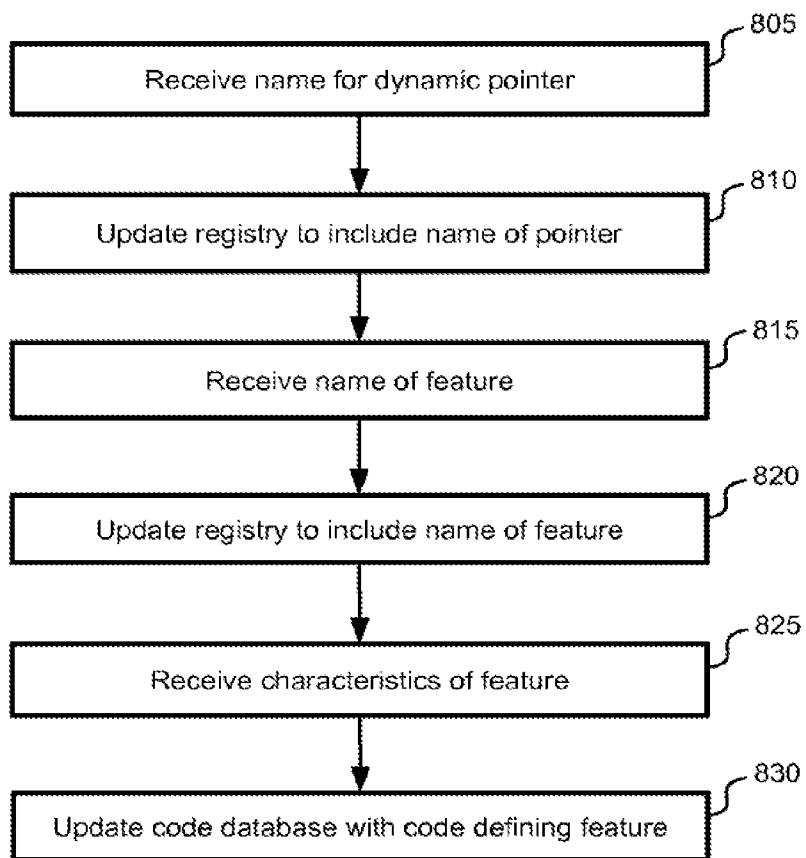 805
Receive name for dynamic pointer
810
Update registry to include name of pointer
815
Receive name of feature
820
Update registry to include name of feature
825
Receive characteristics of feature
830
Update code database with code defining feature